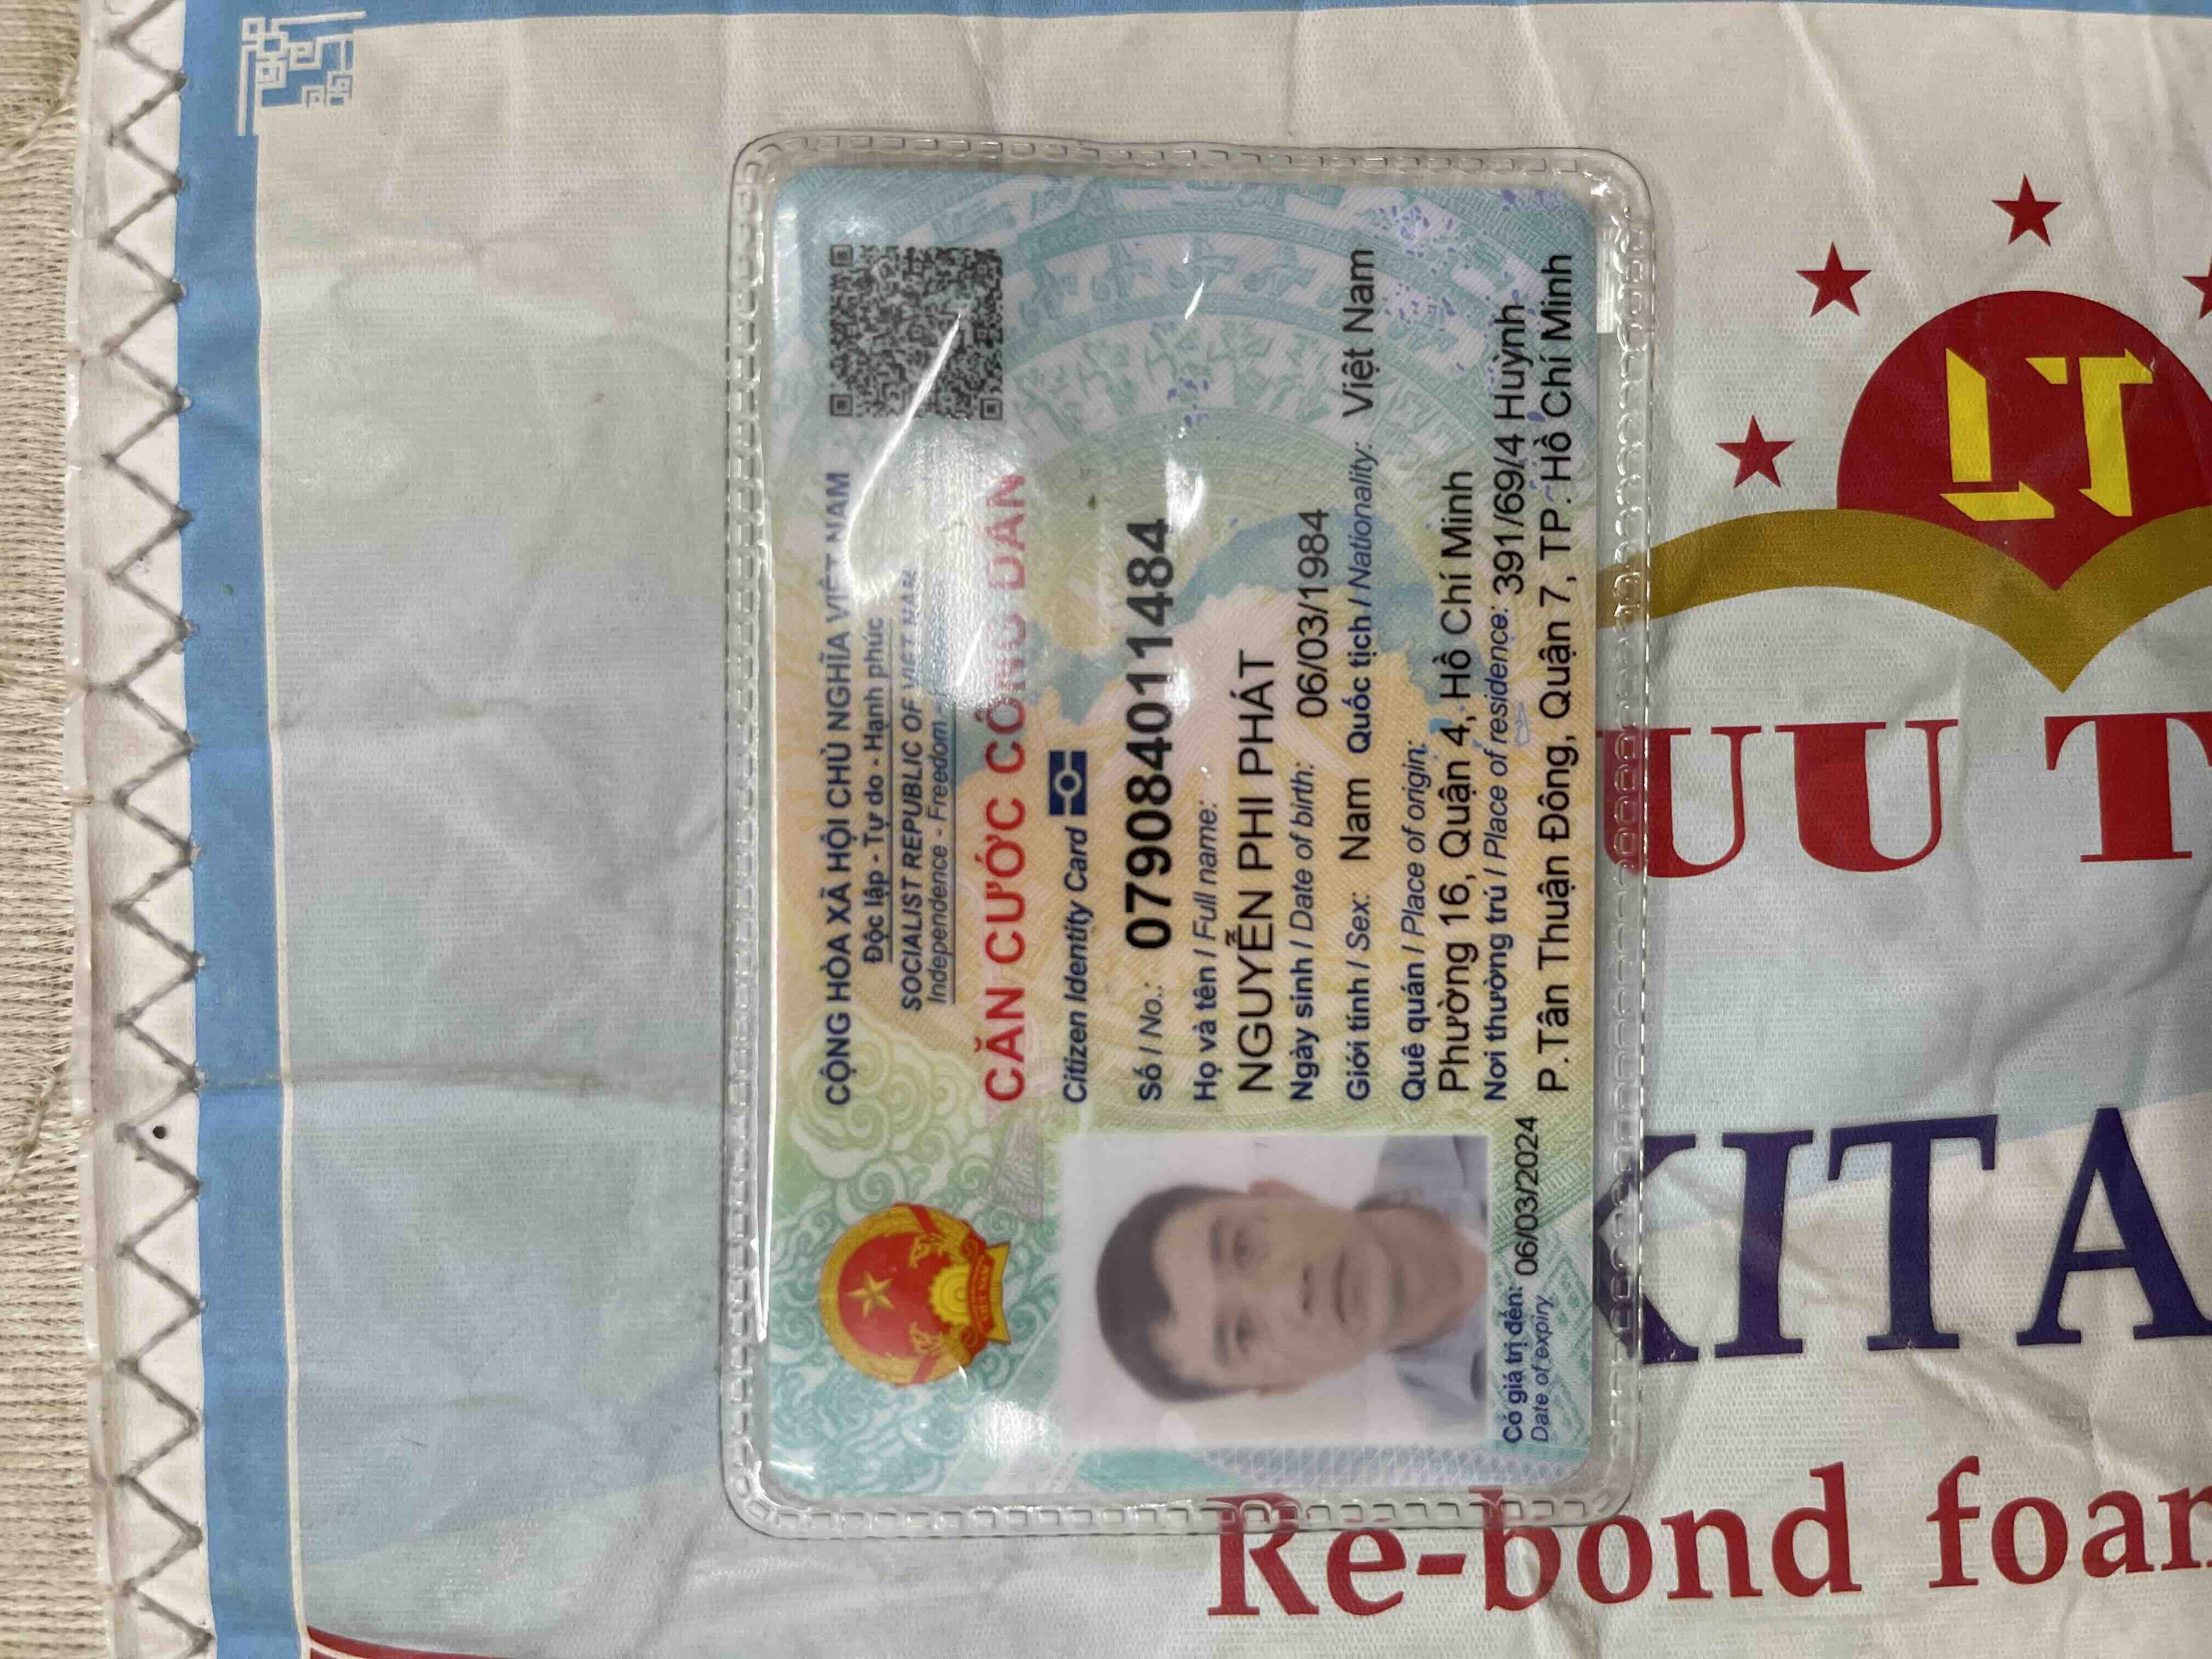 CỘNG HÒA XÃ HỘI CHỦ NGHĨA VIỆT NAM
Độc lập - Tự do - Hạnh phúc
SOCIALIST REPUBLIC OF VIET NAM
Independence - Freedom
CĂN CƯỚC CÔNG DÂN
Citizen Identity Card
Số / No.: 079084011484
Họ và tên / Full name:
NGUYỄN PHI PHÁT
Ngày sinh / Date of birth: 06/03/1984
Giới tính / Sex: Nam Quốc tịch / Nationality: Việt Nam
Quê quán / Place of origin:
Phường 16, Quận 4, Hồ Chí Minh
Nơi thường trú / Place of residence: 391/69/4 Huỳnh
P.Tân Thuận Đông, Quận 7, TP. Hồ Chí Minh
Có giá trị đến: 06/03/2024
Date of expiry
VIỆT NAM
ƯU T
KITA
Re-bond foam